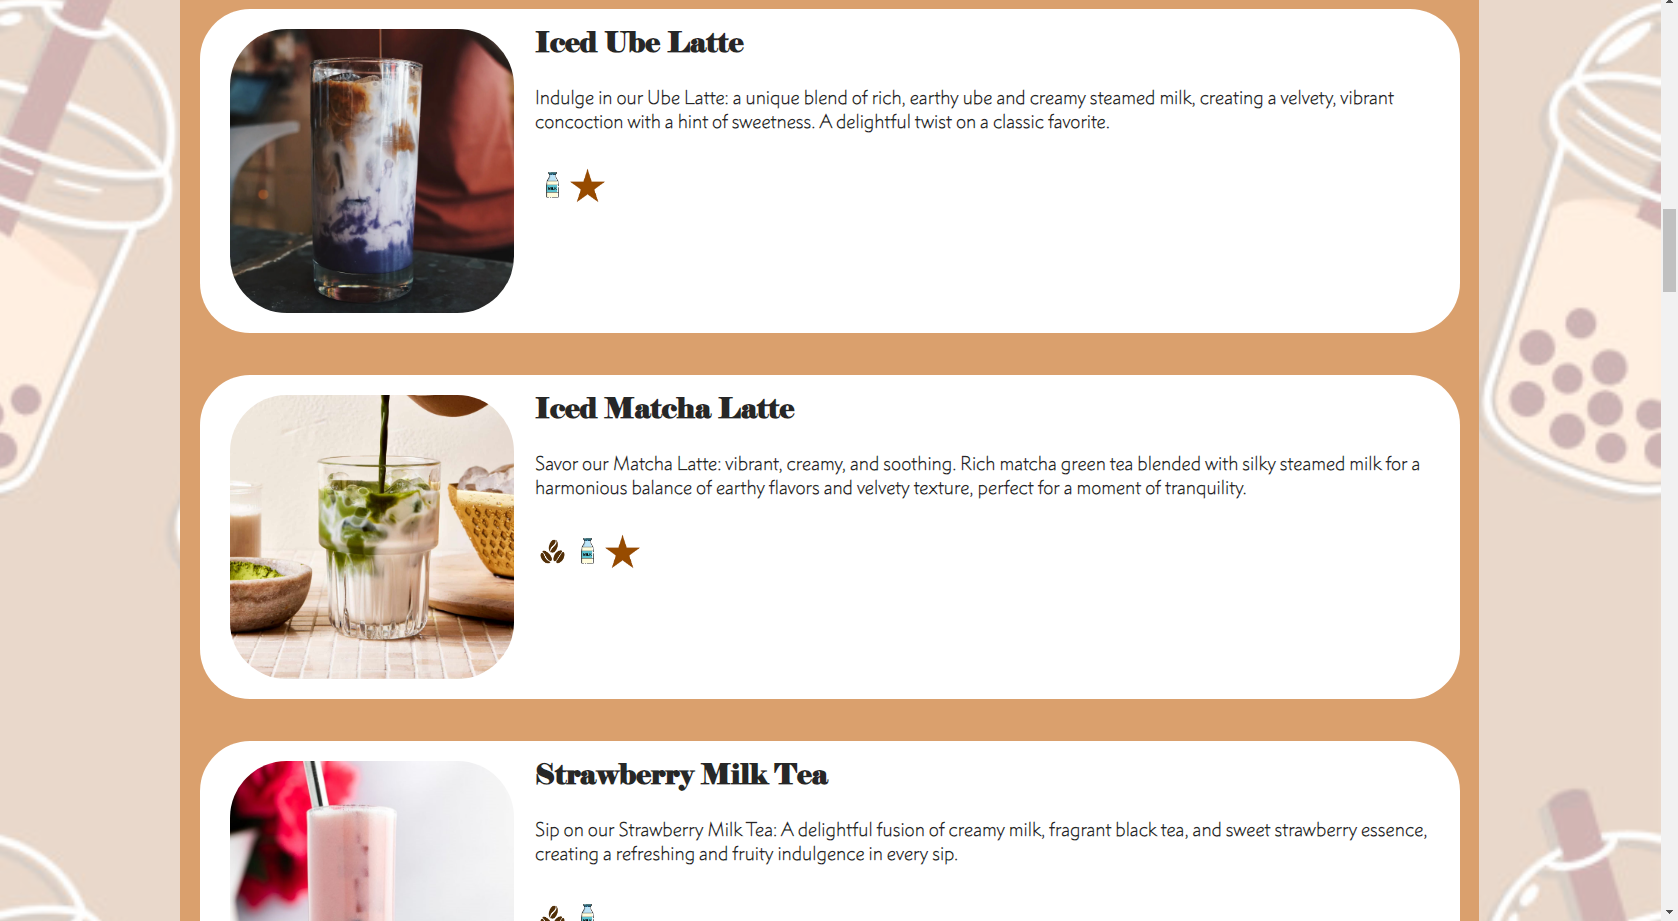 Iced Ube Latte
Indulge in our Ube Latte: a unique blend of rich, earthy ube and creamy steamed milk, creating a velvety, vibrant
concoction with a hint of sweetness. A delightful twist on a classic favorite.
MILK
Iced Matcha Latte
Savor our Matcha Latte: vibrant, creamy, and soothing. Rich matcha green tea blended with silky steamed milk for a
harmonious balance of earthy flavors and velvety texture, perfect for a moment of tranquility.
MILK
Strawberry Milk Tea
Sip on our Strawberry Milk Tea: A delightful fusion of creamy milk, fragrant black tea, and sweet strawberry essence,
creating a refreshing and fruity indulgence in every sip.
MILK